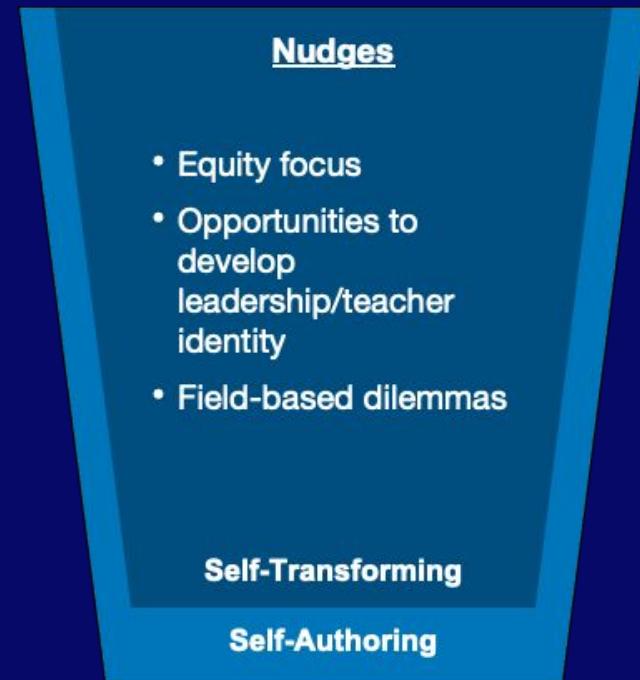 Nudges
• Equity focus
• Opportunities to
develop
leadership/teacher
identity
• Field-based dilemmas
Self-Transforming
Self-Authoring